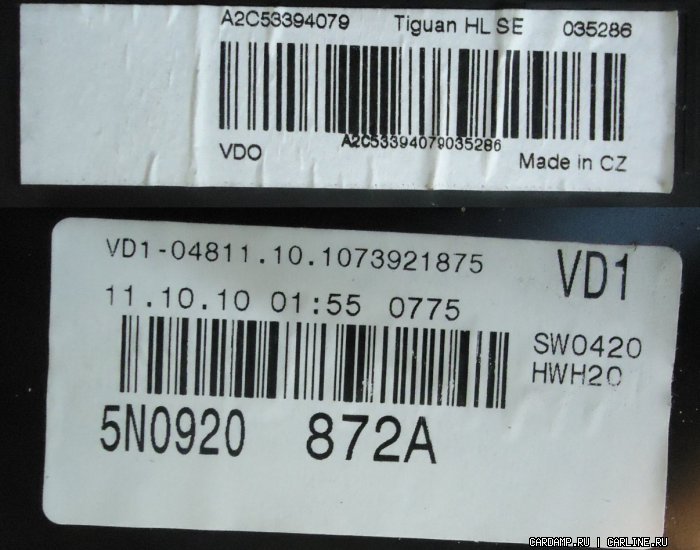 A2C53394079 Tiguan HL SE 035286
A2C53394079035286
VDO Made in CZ
VD1-04811.10.1073921875 VD1
11.10.10 01:55 0775
SW0420
HWH20
5N0920 872A
CARDAMP.RU | CARLINE.RU